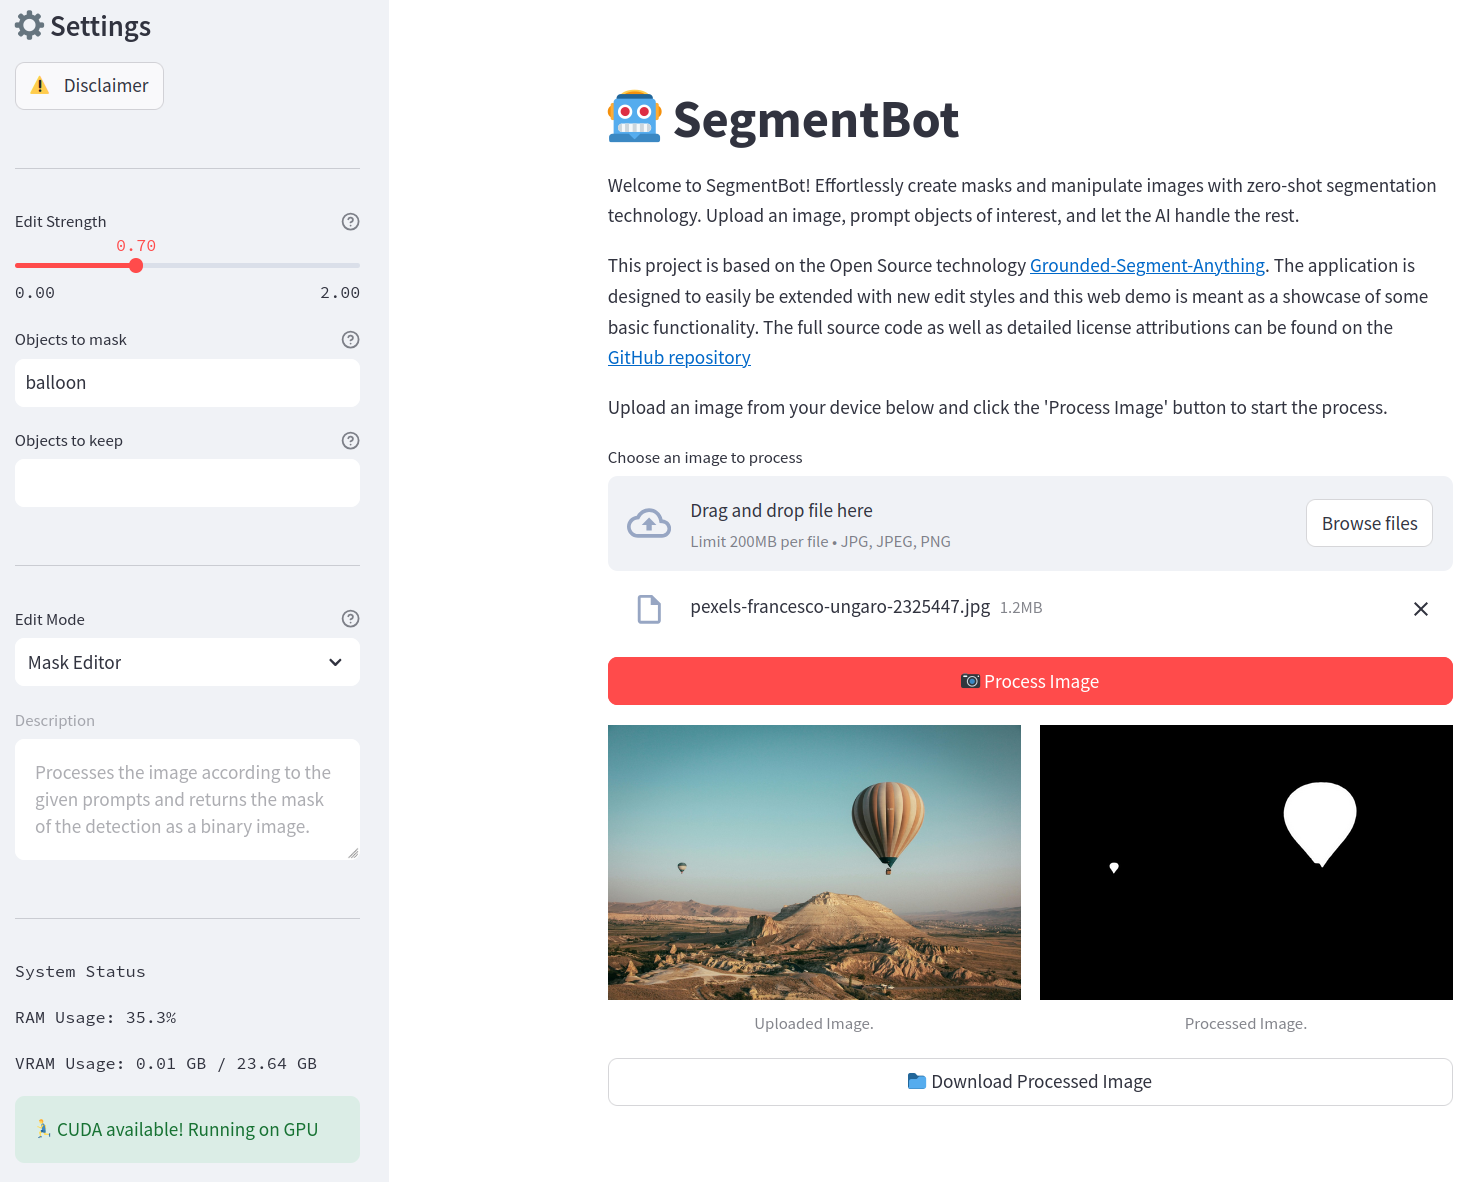 Settings
Disclaimer
Edit Strength
0.70
0.00 2.00
Objects to mask
balloon
Objects to keep
Edit Mode
Mask Editor
Description
Processes the image according to the
given prompts and returns the mask
of the detection as a binary image.
System Status
RAM Usage: 35.3%
VRAM Usage: 0.01 GB / 23.64 GB
CUDA available! Running on GPU
SegmentBot
Welcome to SegmentBot! Effortlessly create masks and manipulate images with zero-shot segmentation
technology. Upload an image, prompt objects of interest, and let the AI handle the rest.
This project is based on the Open Source technology Grounded-Segment-Anything. The application is
designed to easily be extended with new edit styles and this web demo is meant as a showcase of some
basic functionality. The full source code as well as detailed license attributions can be found on the
GitHub repository
Upload an image from your device below and click the 'Process Image' button to start the process.
Choose an image to process
Drag and drop file here
Limit 200MB per file • JPG, JPEG, PNG
Browse files
pexels-francesco-ungaro-2325447.jpg 1.2MB
Process Image
Uploaded Image.
Processed Image.
Download Processed Image